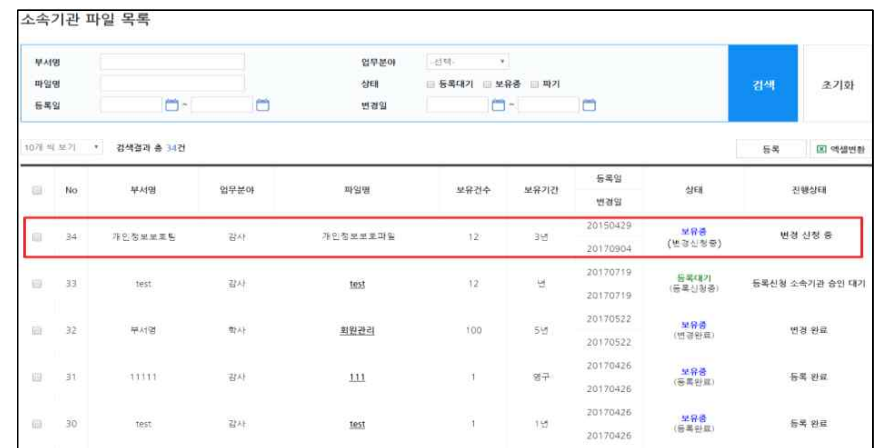 소속기관 파일 목록
부서명 업무분야 -선택-
파일명 상태 등록대기 보유중 파기
등록일 ~ 변경일 ~
검색 초기화
10개 씩 보기 검색결과 총 34건 등록 엑셀변환
No 부서명 업무분야 파일명 보유건수 보유기간 등록일 변경일 상태 진행상태
34 개인정보보호팀 감사 개인정보보호파일 12 3년 20150429 20170904 보유중 (변경신청중) 변경 신청 중
33 test 감사 test 12 년 20170719 20170719 등록대기 (등록신청중) 등록신청 소속기관 승인 대기
32 부서명 학사 회원관리 100 5년 20170522 20170522 보유중 (변경완료) 변경 완료
31 11111 감사 111 1 영구 20170426 20170426 보유중 (등록완료) 등록 완료
30 test 감사 test 1 1년 20170426 20170426 보유중 (등록완료) 등록 완료